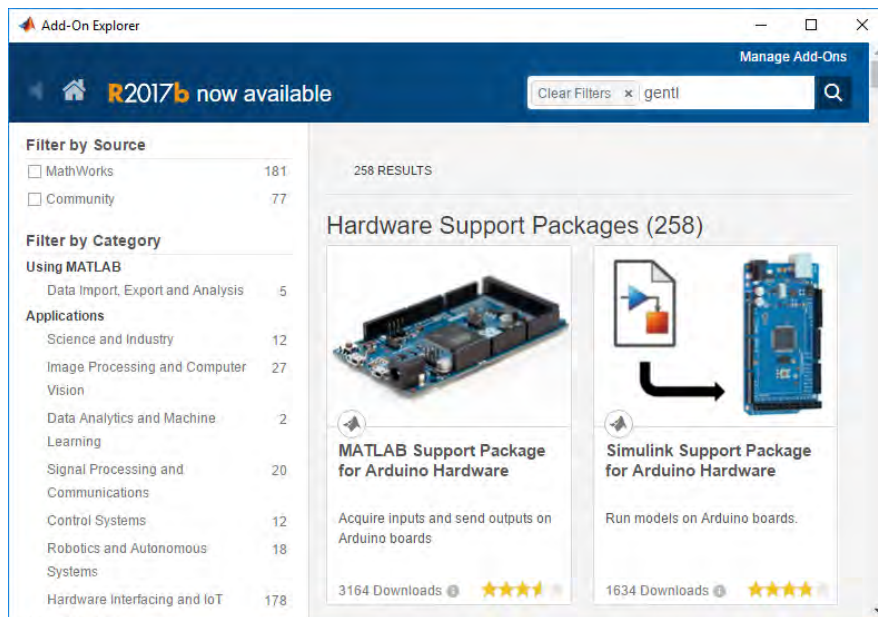 Add-On Explorer
Manage Add-Ons
R2017b now available
Clear Filters × gentl
Filter by Source
MathWorks 181
Community 77
Filter by Category
Using MATLAB
Data Import, Export and Analysis 5
Applications
Science and Industry 12
Image Processing and Computer 27
Vision
Data Analytics and Machine 2
Learning
Signal Processing and 20
Communications
Control Systems 12
Robotics and Autonomous 18
Systems
Hardware Interfacing and IoT 178
258 RESULTS
Hardware Support Packages (258)
MATLAB Support Package
for Arduino Hardware
Acquire inputs and send outputs on
Arduino boards
3164 Downloads
Simulink Support Package
for Arduino Hardware
Run models on Arduino boards.
1634 Downloads